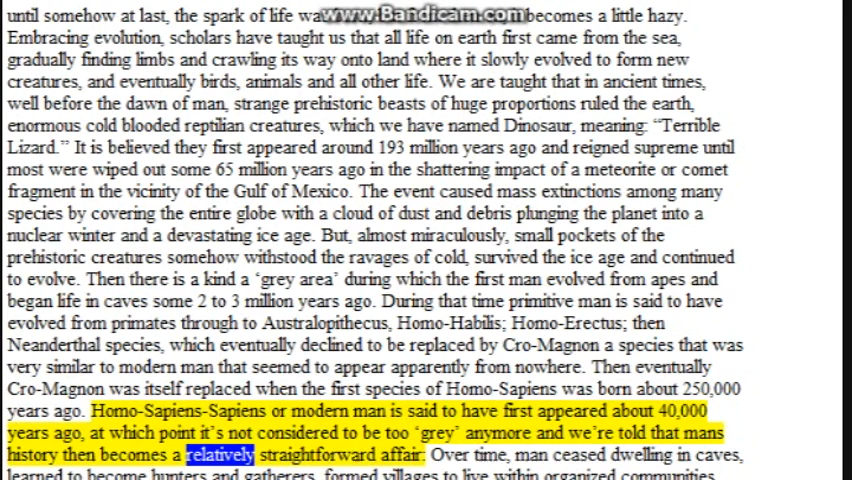 www.Bandicam.com
until somehow at last, the spark of life becomes a little hazy.
Embracing evolution, scholars have taught us that all life on earth first came from the sea,
gradually finding limbs and crawling its way onto land where it slowly evolved to form new
creatures, and eventually birds, animals and all other life. We are taught that in ancient times,
well before the dawn of man, strange prehistoric beasts of huge proportions ruled the earth,
enormous cold blooded reptilian creatures, which we have named Dinosaur, meaning: “Terrible
Lizard.” It is believed they first appeared around 193 million years ago and reigned supreme until
most were wiped out some 65 million years ago in the shattering impact of a meteorite or comet
fragment in the vicinity of the Gulf of Mexico. The event caused mass extinctions among many
species by covering the entire globe with a cloud of dust and debris plunging the planet into a
nuclear winter and a devastating ice age. But, almost miraculously, small pockets of the
prehistoric creatures somehow withstood the ravages of cold, survived the ice age and continued
to evolve. Then there is a kind a ‘grey area’ during which the first man evolved from apes and
began life in caves some 2 to 3 million years ago. During that time primitive man is said to have
evolved from primates through to Australopithecus, Homo-Habilis; Homo-Erectus; then
Neanderthal species, which eventually declined to be replaced by Cro-Magnon a species that was
very similar to modern man that seemed to appear apparently from nowhere. Then eventually
Cro-Magnon was itself replaced when the first species of Homo-Sapiens was born about 250,000
years ago. Homo-Sapiens-Sapiens or modern man is said to have first appeared about 40,000
years ago, at which point it’s not considered to be too ‘grey’ anymore and we’re told that mans
history then becomes a relatively straightforward affair. Over time, man ceased dwelling in caves,
learned to become hunters and gatherers, formed villages to live within organized communities